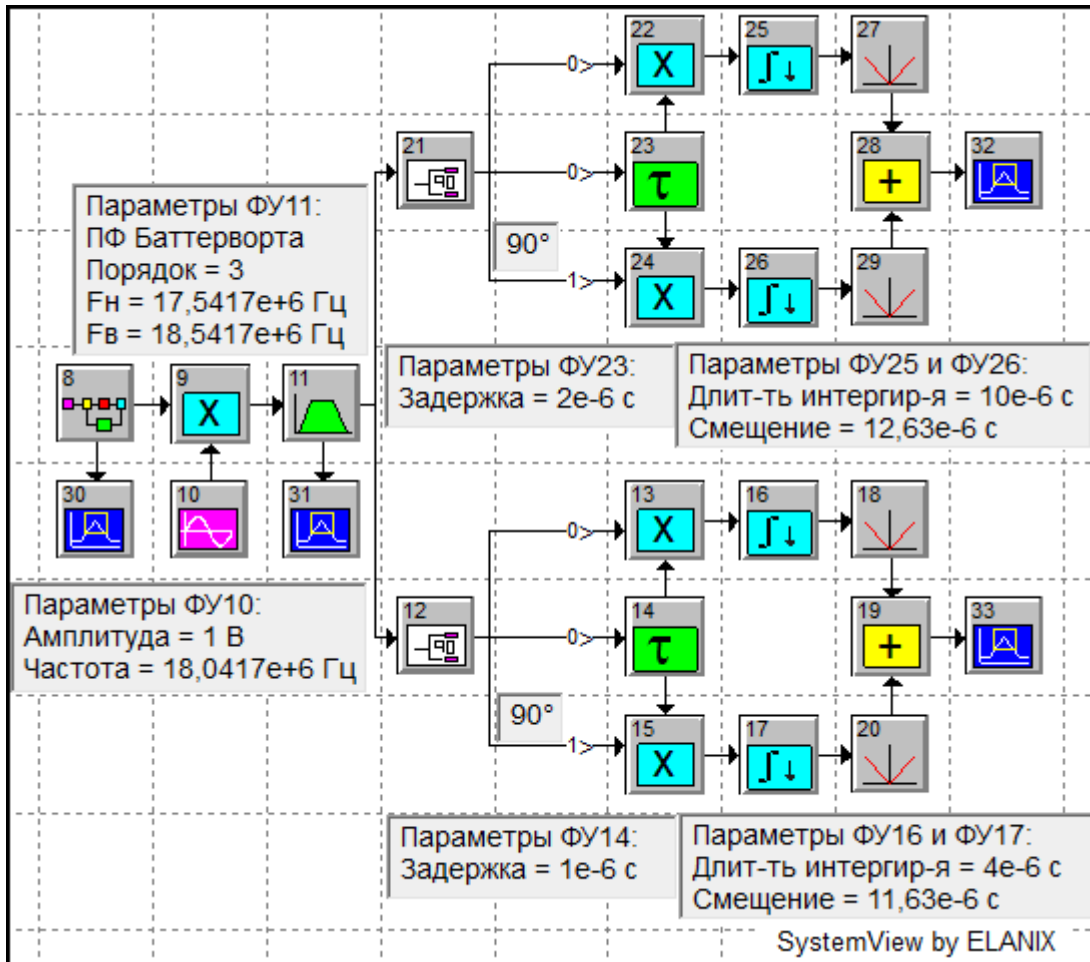 22
25
27
0>
X
∫↓
21
90
23
28
32
0>
τ
+
Параметры ФУ11:
ПФ Баттерворта
Порядок = 3
Fн = 17,5417e+6 Гц
Fв = 18,5417e+6 Гц
90°
24
26
29
1>
X
∫↓
Параметры ФУ23:
Задержка = 2e-6 с
Параметры ФУ25 и ФУ26:
Длит-ть интергир-я = 10e-6 с
Смещение = 12,63e-6 с
8
9
11
X
30
10
31
13
16
18
0>
X
∫↓
Параметры ФУ10:
Амплитуда = 1 В
Частота = 18,0417e+6 Гц
12
90
14
19
33
0>
τ
+
90°
15
17
20
1>
X
∫↓
Параметры ФУ14:
Задержка = 1e-6 с
Параметры ФУ16 и ФУ17:
Длит-ть интергир-я = 4e-6 с
Смещение = 11,63e-6 с
SystemView by ELANIX